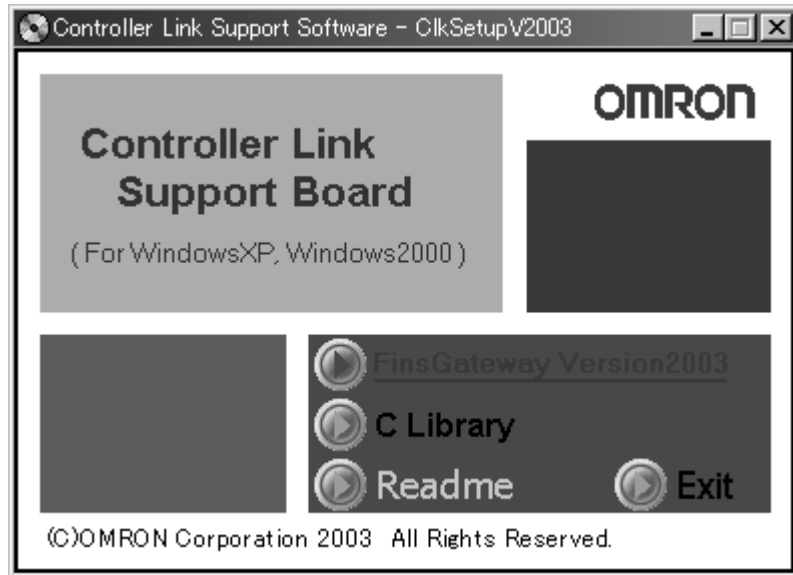 Controller Link Support Software - ClkSetupV2003
OMRON
Controller Link
Support Board
(For WindowsXP, Windows2000)
FinsGateway Version2003
C Library
Readme
Exit
(C)OMRON Corporation 2003 All Rights Reserved.